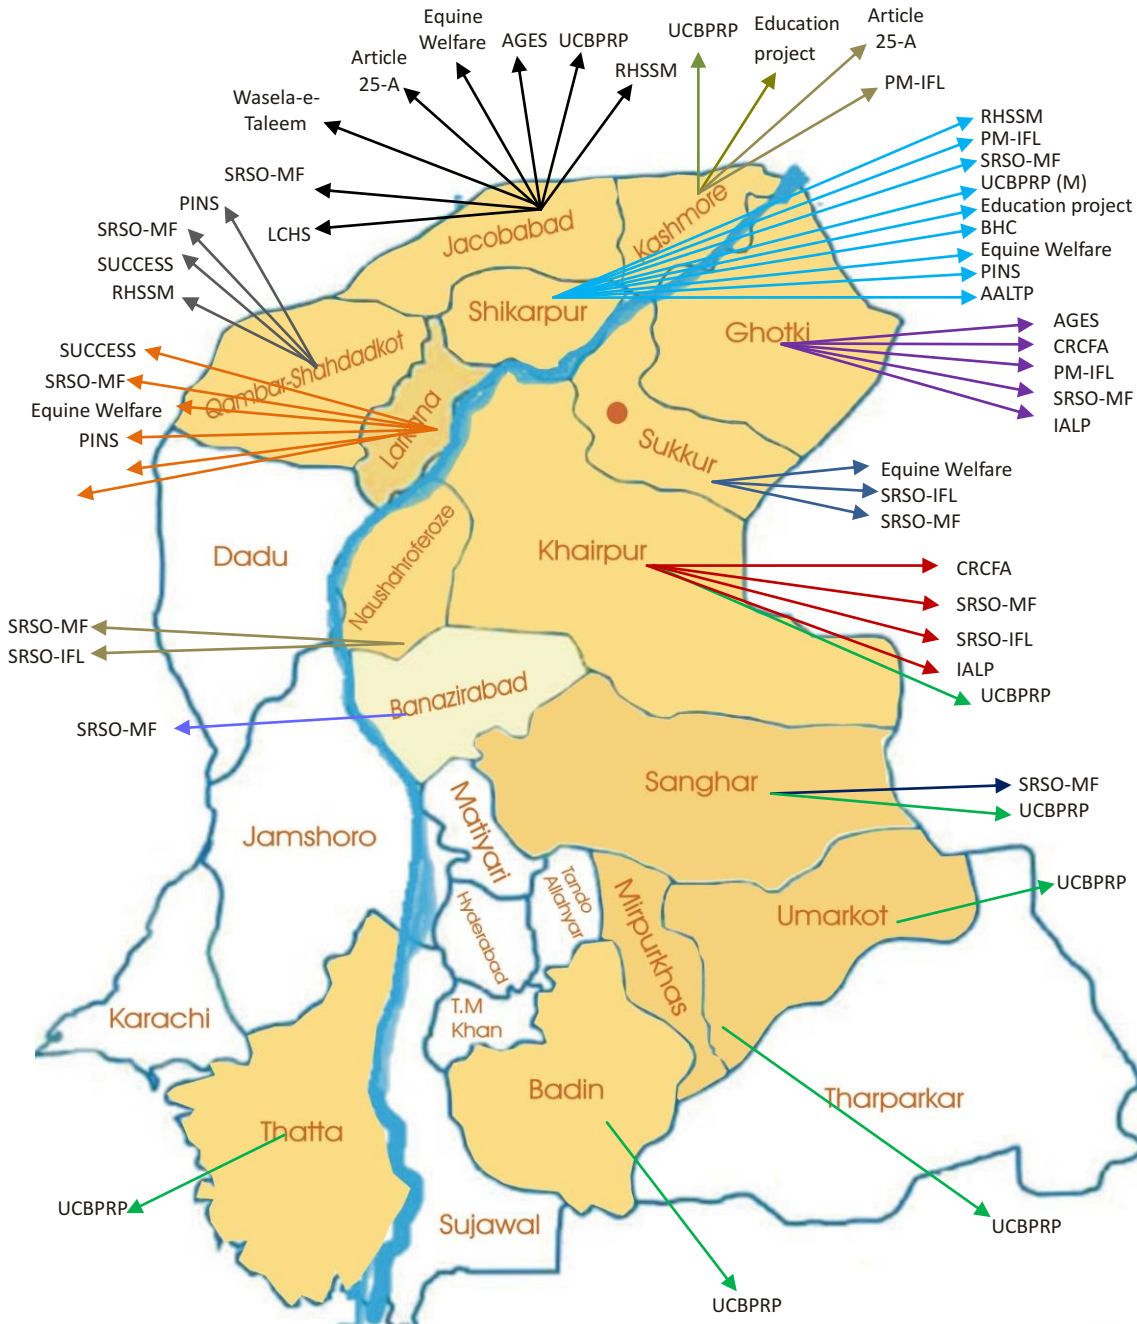 Equine
Welfare
AGES
UCBPRP
RHSSM
Article
25-A
Wasela-e-
Taleem
SRSO-MF
LCHS
UCBPRP
Education
project
Article
25-A
PM-IFL
RHSSM
PM-IFL
SRSO-MF
UCBPRP (M)
Education project
BHC
Equine Welfare
PINS
AALTP
PINS
SRSO-MF
SUCCESS
RHSSM
SUCCESS
SRSO-MF
Equine Welfare
PINS
AGES
CRCFA
PM-IFL
SRSO-MF
IALP
Equine Welfare
SRSO-IFL
SRSO-MF
CRCFA
SRSO-MF
SRSO-IFL
IALP
UCBPRP
SRSO-MF
SRSO-IFL
SRSO-MF
SRSO-MF
UCBPRP
UCBPRP
UCBPRP
UCBPRP
UCBPRP
Jacobabad
Kashmore
Shikarpur
Ghotki
Qambar-Shahdadkot
Larkana
Sukkur
Dadu
Naushahroferoze
Khairpur
Banazirabad
Sanghar
Jamshoro
Matiyari
Hyderabad
Tando
Allahyar
Mirpurkhas
Umarkot
Karachi
T.M
Khan
Badin
Tharparkar
Thatta
Sujawal